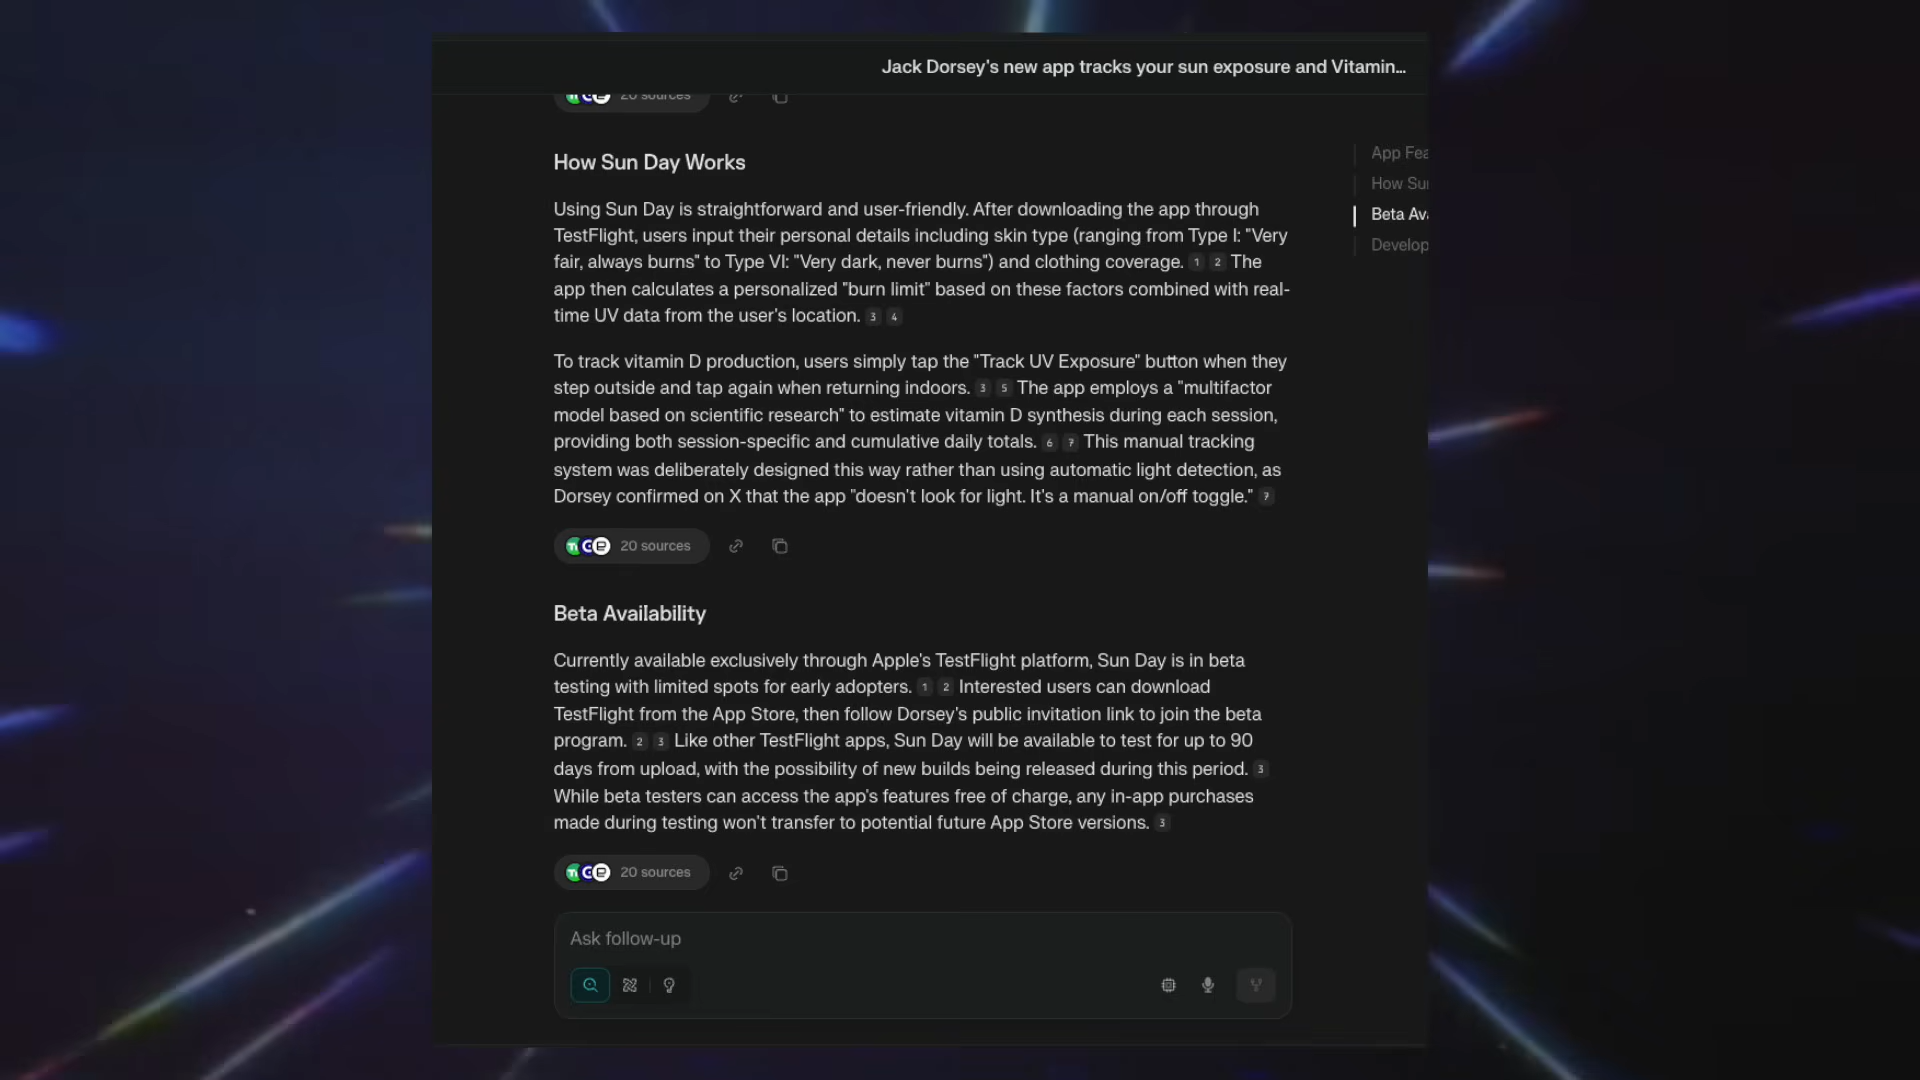 Jack Dorsey's new app tracks your sun exposure and Vitamin...
20 sources
How Sun Day Works
Using Sun Day is straightforward and user-friendly. After downloading the app through
TestFlight, users input their personal details including skin type (ranging from Type I: "Very
fair, always burns" to Type VI: "Very dark, never burns") and clothing coverage. 1 2 The
app then calculates a personalized "burn limit" based on these factors combined with real-
time UV data from the user's location. 3 4
To track vitamin D production, users simply tap the "Track UV Exposure" button when they
step outside and tap again when returning indoors. 3 5 The app employs a "multifactor
model based on scientific research" to estimate vitamin D synthesis during each session,
providing both session-specific and cumulative daily totals. 6 7 This manual tracking
system was deliberately designed this way rather than using automatic light detection, as
Dorsey confirmed on X that the app "doesn't look for light. It's a manual on/off toggle." 7
20 sources
Beta Availability
Currently available exclusively through Apple's TestFlight platform, Sun Day is in beta
testing with limited spots for early adopters. 1 2 Interested users can download
TestFlight from the App Store, then follow Dorsey's public invitation link to join the beta
program. 2 3 Like other TestFlight apps, Sun Day will be available to test for up to 90
days from upload, with the possibility of new builds being released during this period. 3
While beta testers can access the app's features free of charge, any in-app purchases
made during testing won't transfer to potential future App Store versions. 3
20 sources
Ask follow-up
App Fea
How Sun
Beta Av
Develop